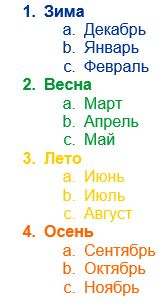 1. Зима
a. Декабрь
b. Январь
c. Февраль
2. Весна
a. Март
b. Апрель
c. Май
3. Лето
a. Июнь
b. Июль
c. Август
4. Осень
a. Сентябрь
b. Октябрь
c. Ноябрь